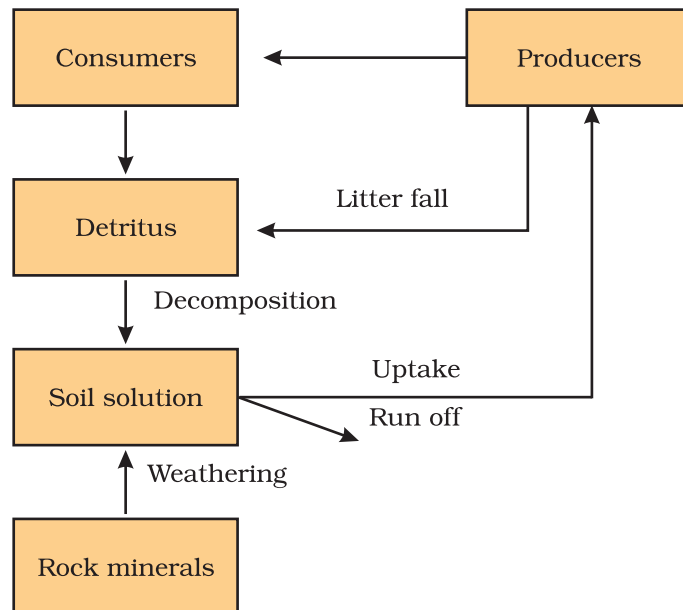 Consumers
Producers
Litter fall
Detritus
Decomposition
Uptake
Soil solution
Run off
Weathering
Rock minerals